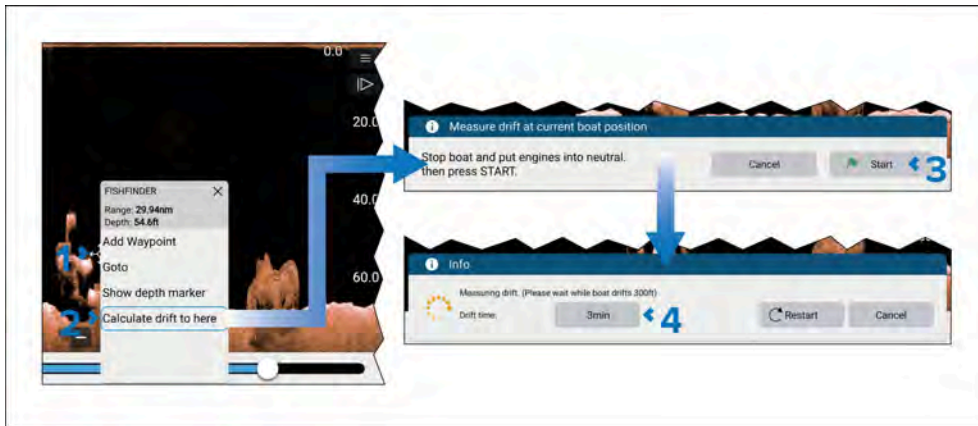 0.0
20.0
40.0
60.0
FISHFINDER
Range: 29.94nm
Depth: 54.6ft
1
Add Waypoint
Goto
Show depth marker
2
Calculate drift to here
Measure drift at current boat position
Stop boat and put engines into neutral.
then press START.
Cancel
Start
3
Info
Measuring drift. (Please wait while boat drifts 300ft)
Drift time:
3min
4
Restart
Cancel